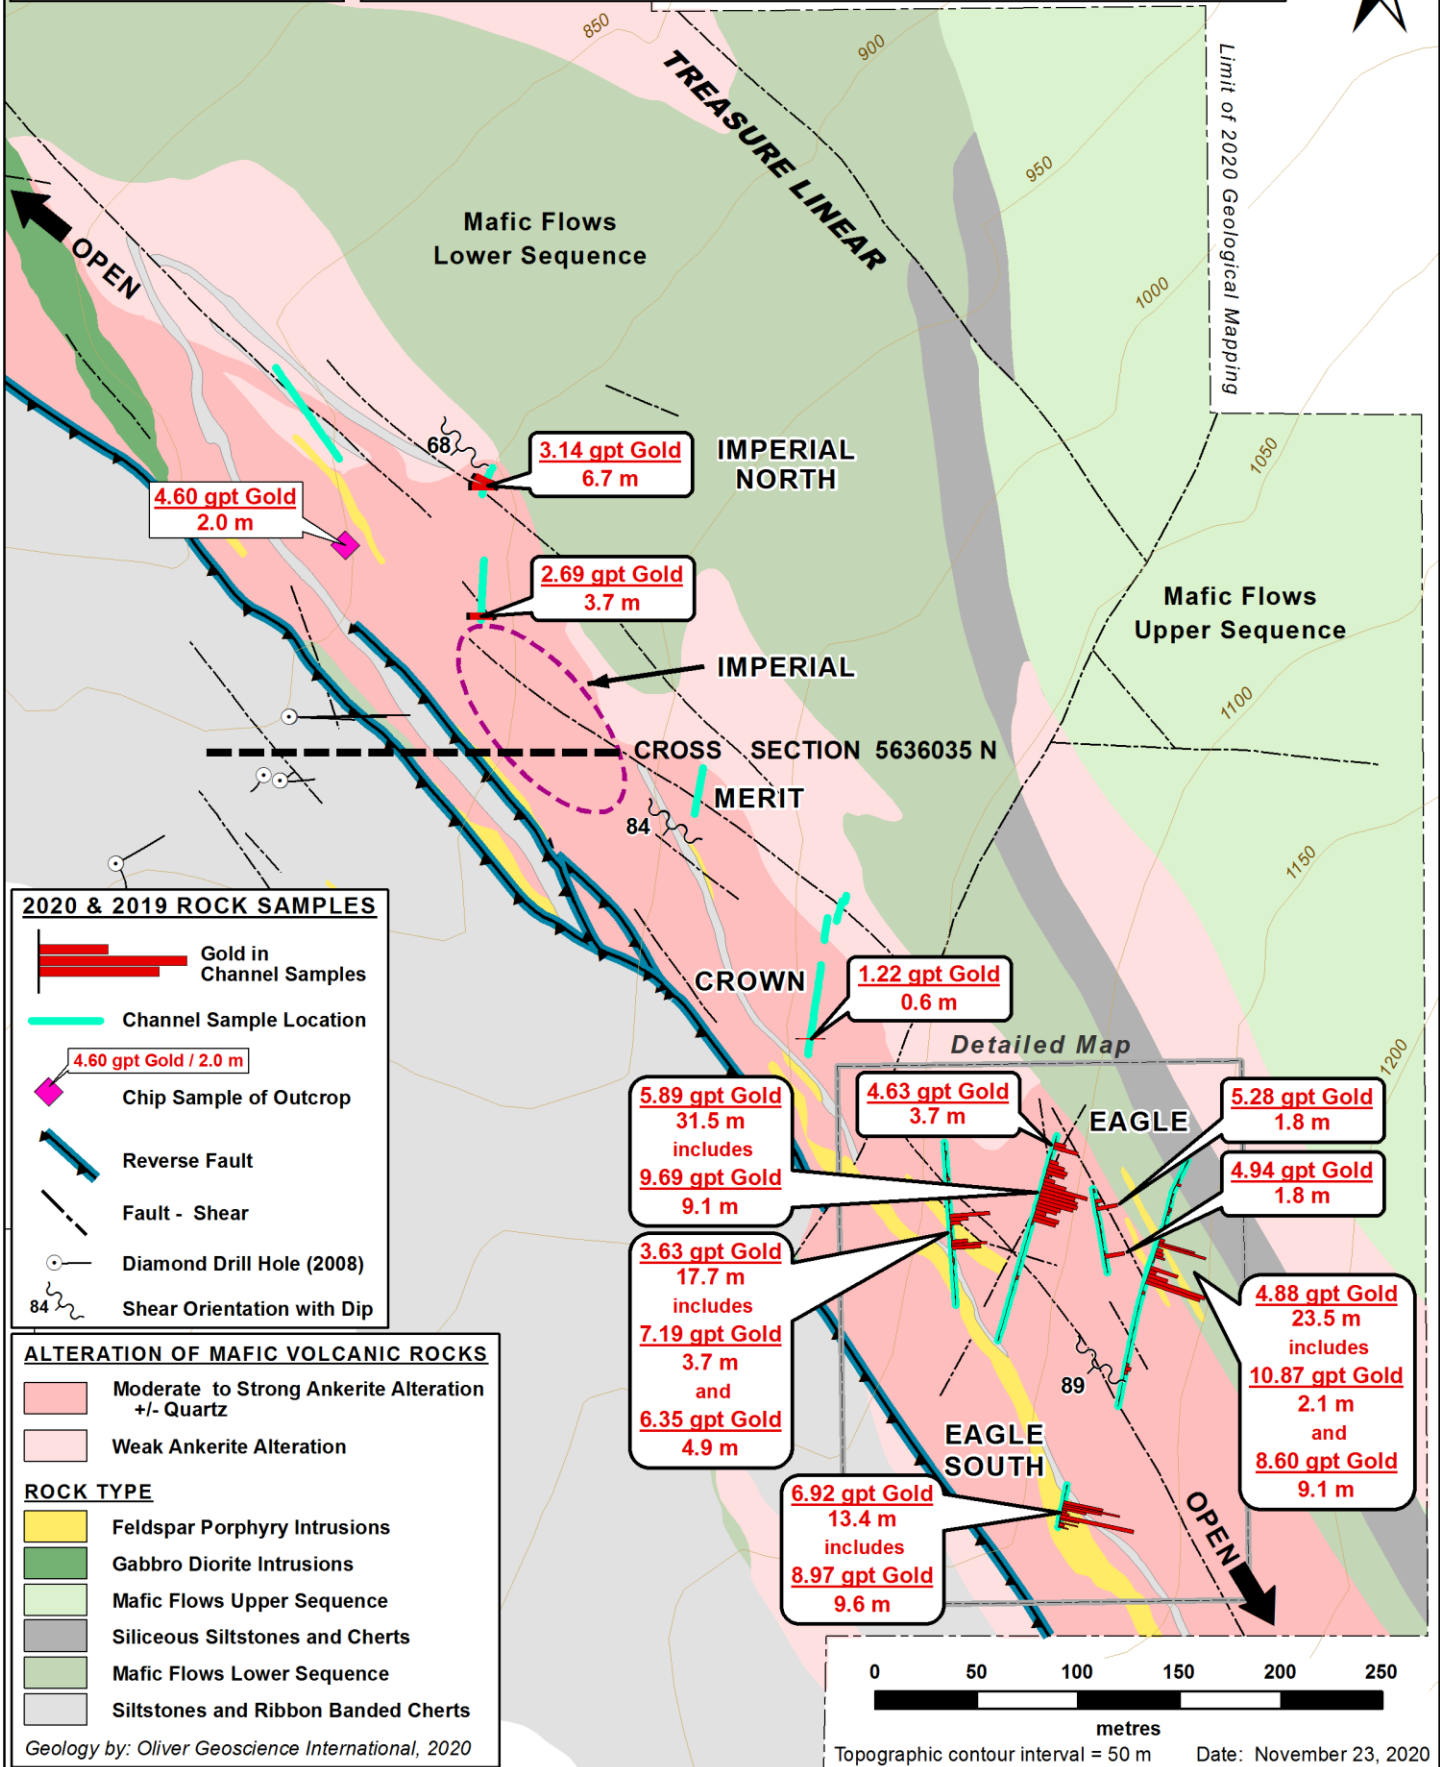 850
900
TREASURE LINEAR
Limit of 2020 Geological Mapping
950
Mafic Flows
Lower Sequence
OPEN
1000
68
3.14 gpt Gold
6.7 m
IMPERIAL
NORTH
1050
4.60 gpt Gold
2.0 m
2.69 gpt Gold
3.7 m
Mafic Flows
Upper Sequence
IMPERIAL
1100
CROSS SECTION 5636035 N
MERIT
84
1150
CROWN
1.22 gpt Gold
0.6 m
Detailed Map
1200
5.89 gpt Gold
31.5 m
includes
9.69 gpt Gold
9.1 m
4.63 gpt Gold
3.7 m
EAGLE
5.28 gpt Gold
1.8 m
4.94 gpt Gold
1.8 m
3.63 gpt Gold
17.7 m
includes
7.19 gpt Gold
3.7 m
and
6.35 gpt Gold
4.9 m
4.88 gpt Gold
23.5 m
includes
10.87 gpt Gold
2.1 m
and
8.60 gpt Gold
9.1 m
89
EAGLE
SOUTH
6.92 gpt Gold
13.4 m
includes
8.97 gpt Gold
9.6 m
OPEN
2020 & 2019 ROCK SAMPLES
Gold in
Channel Samples
Channel Sample Location
4.60 gpt Gold / 2.0 m
Chip Sample of Outcrop
Reverse Fault
Fault - Shear
Diamond Drill Hole (2008)
84 Shear Orientation with Dip
ALTERATION OF MAFIC VOLCANIC ROCKS
Moderate to Strong Ankerite Alteration
+/- Quartz
Weak Ankerite Alteration
ROCK TYPE
Feldspar Porphyry Intrusions
Gabbro Diorite Intrusions
Mafic Flows Upper Sequence
Siliceous Siltstones and Cherts
Mafic Flows Lower Sequence
Siltstones and Ribbon Banded Cherts
Geology by: Oliver Geoscience International, 2020
0 50 100 150 200 250
metres
Topographic contour interval = 50 m Date: November 23, 2020